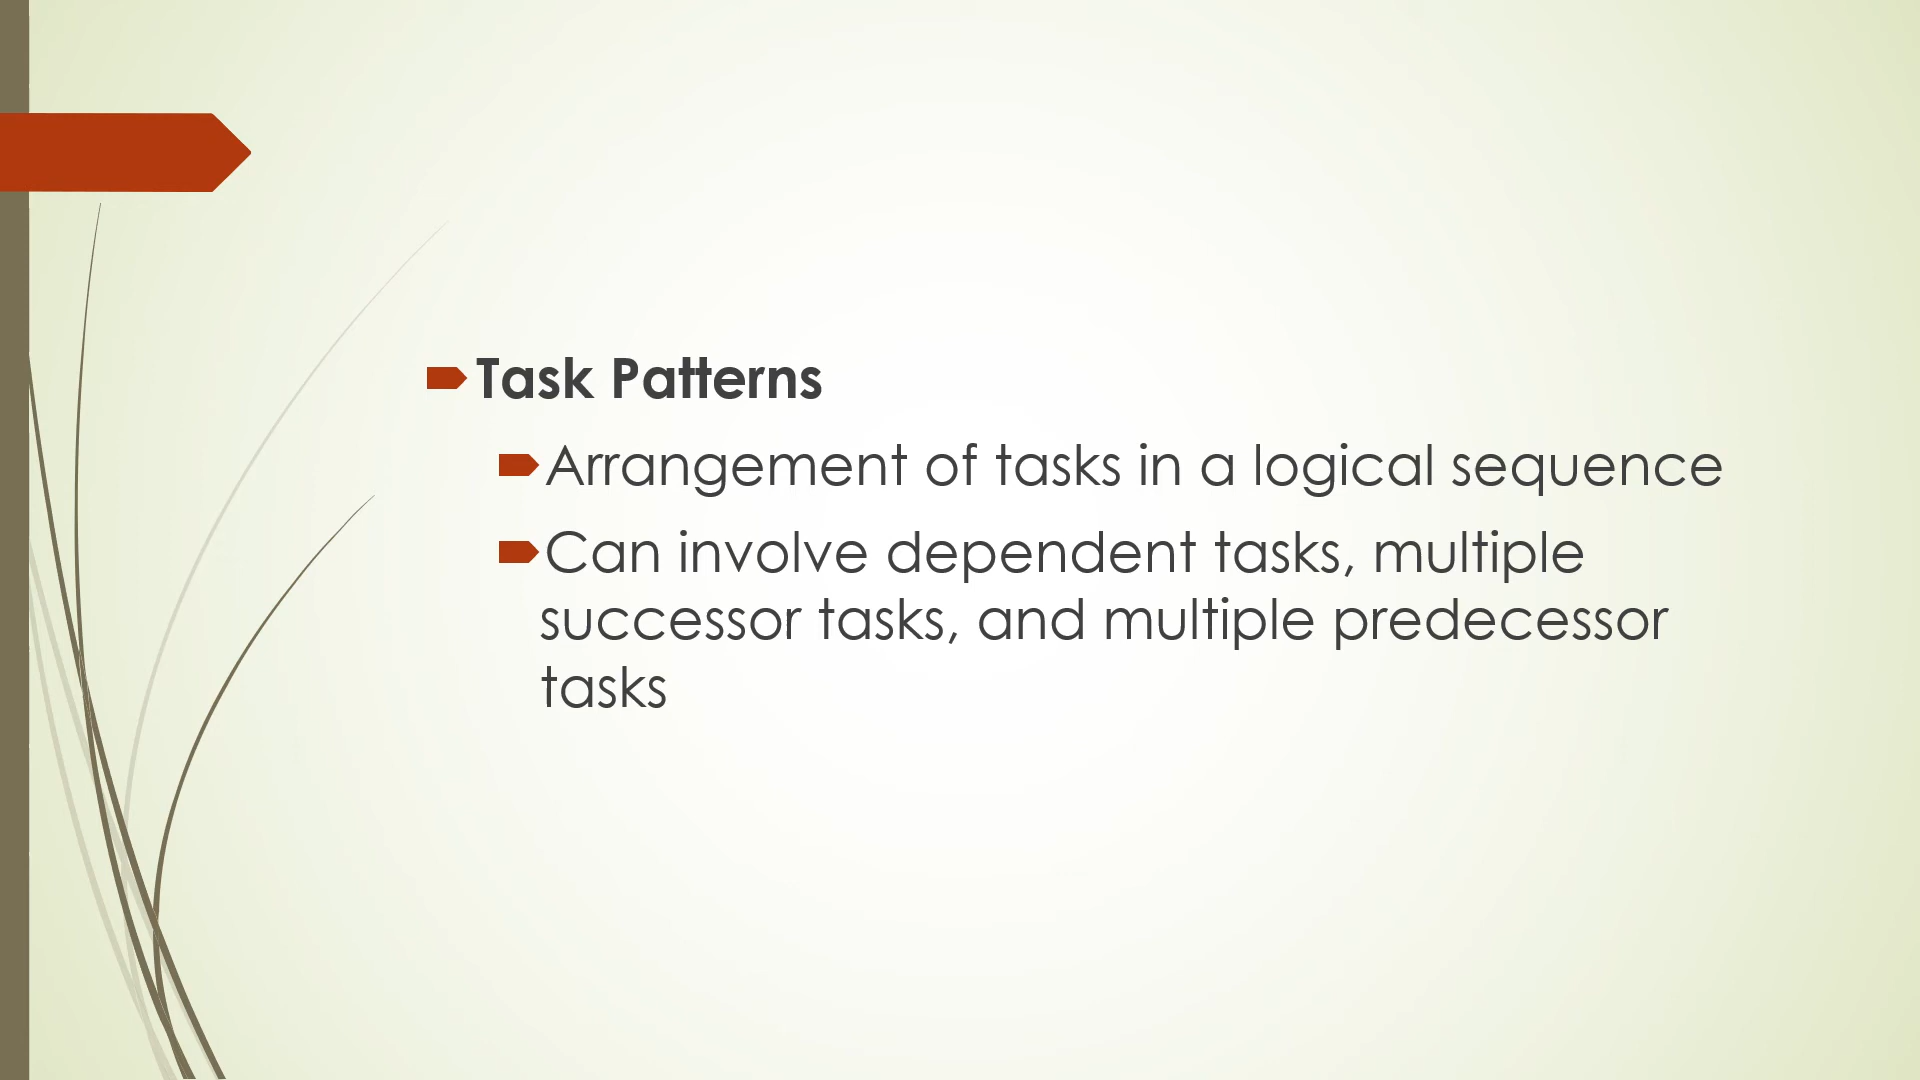 Task Patterns
Arrangement of tasks in a logical sequence
Can involve dependent tasks, multiple
successor tasks, and multiple predecessor
tasks